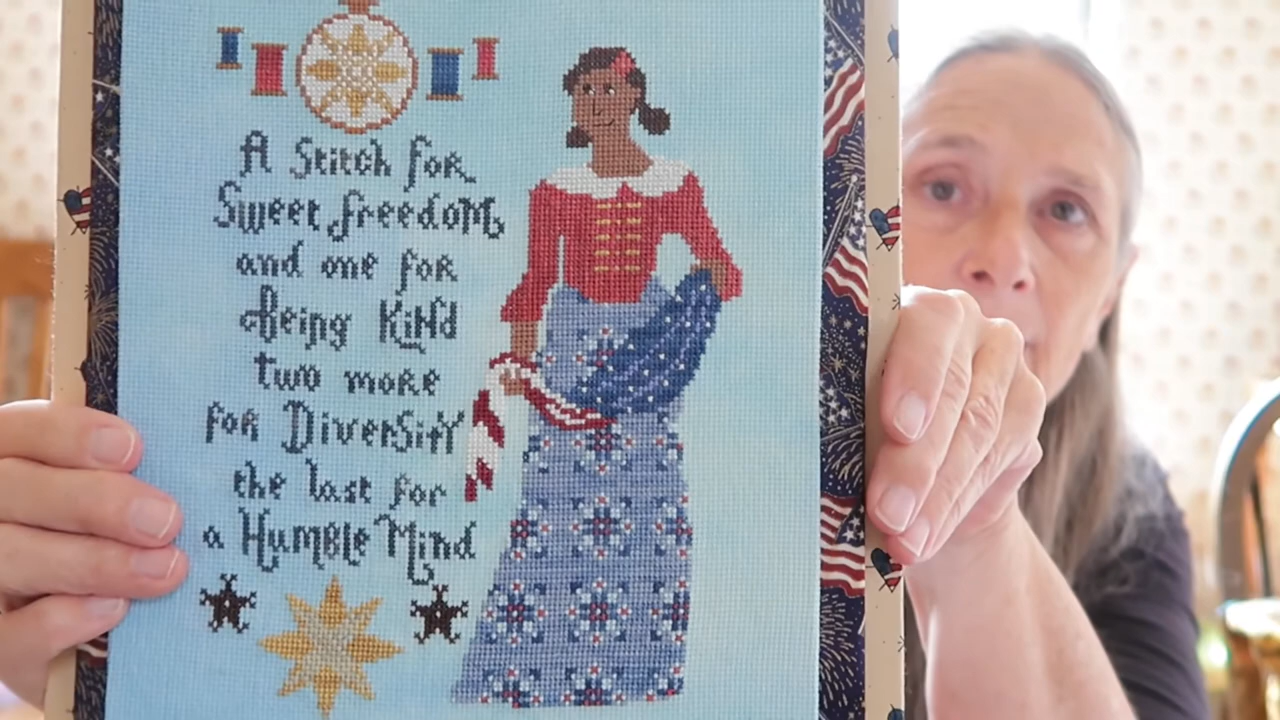 A Stitch for
Sweet freedom
and one for
Being Kind
two more
for Diversity
the last for
a Humble Mind